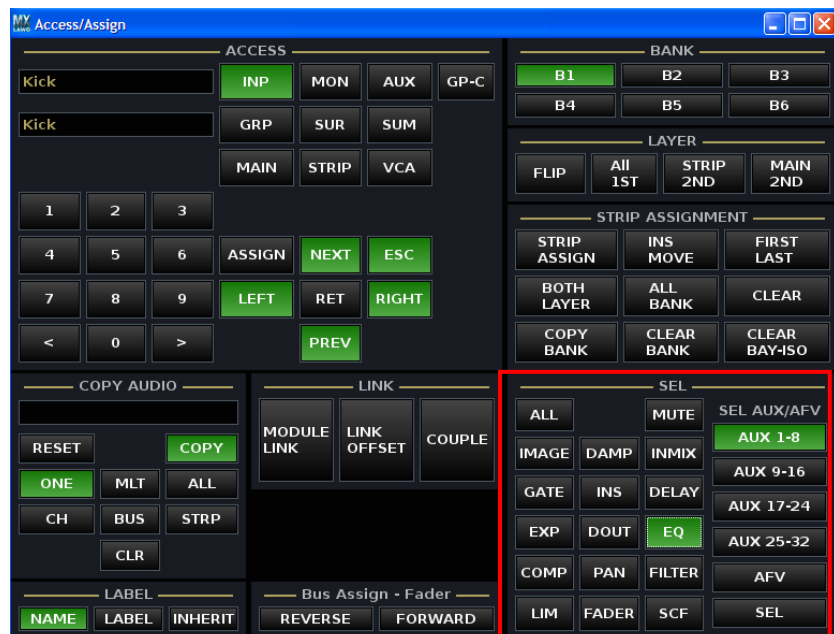 MX LAWO Access/Assign
ACCESS
Kick
INP MON AUX GP-C
Kick
GRP SUR SUM
MAIN STRIP VCA
1 2 3
4 5 6 ASSIGN NEXT ESC
7 8 9 LEFT RET RIGHT
< 0 > PREV
BANK
B1 B2 B3
B4 B5 B6
LAYER
FLIP
All
1ST
STRIP
2ND
MAIN
2ND
STRIP ASSIGNMENT
STRIP
ASSIGN
INS
MOVE
FIRST
LAST
BOTH
LAYER
ALL
BANK
CLEAR
COPY
BANK
CLEAR
BANK
CLEAR
BAY-ISO
COPY AUDIO
RESET COPY
ONE MLT ALL
CH BUS STRP
CLR
LINK
MODULE
LINK
LINK
OFFSET
COUPLE
SEL
ALL MUTE
IMAGE DAMP INMIX
GATE INS DELAY
EXP DOUT EQ
COMP PAN FILTER
LIM FADER SCF
SEL AUX/AFV
AUX 1-8
AUX 9-16
AUX 17-24
AUX 25-32
AFV
SEL
LABEL
NAME LABEL INHERIT
Bus Assign - Fader
REVERSE FORWARD